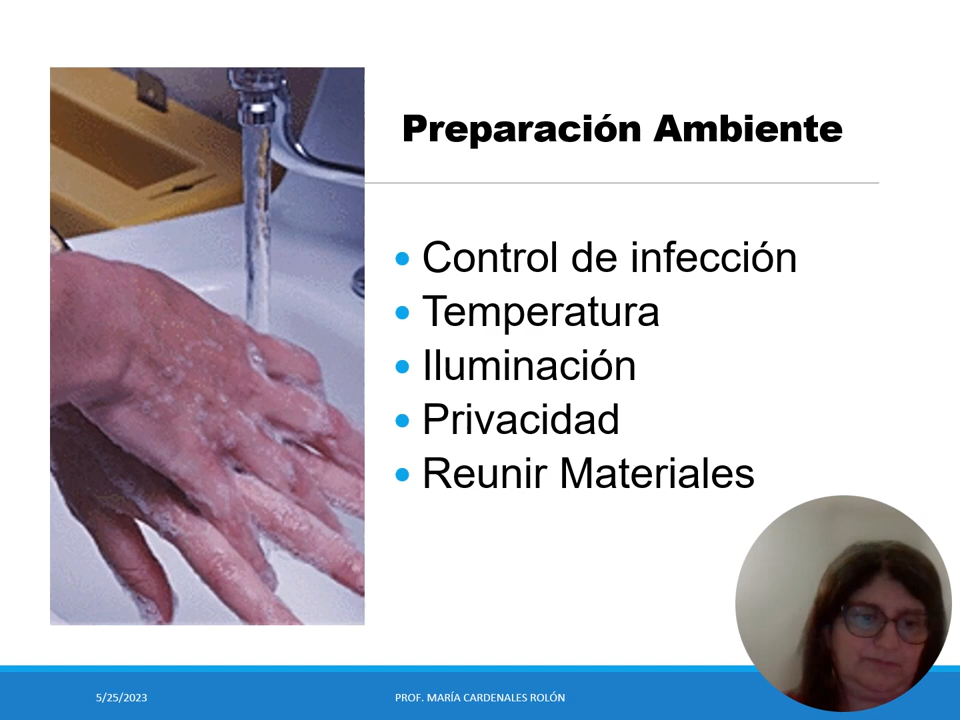 Preparación Ambiente
Control de infección
Temperatura
Iluminación
Privacidad
Reunir Materiales
5/25/2023
PROF. MARÍA CARDENALES ROLÓN